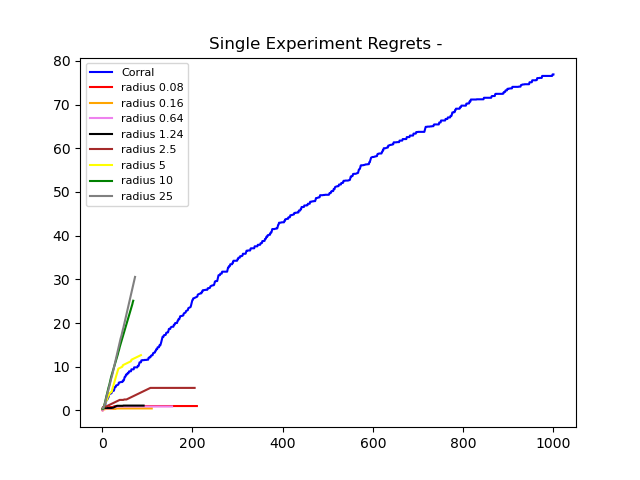 Single Experiment Regrets -
80
70
60
50
40
30
20
10
0
Corral
radius 0.08
radius 0.16
radius 0.64
radius 1.24
radius 2.5
radius 5
radius 10
radius 25
0 200 400 600 800 1000